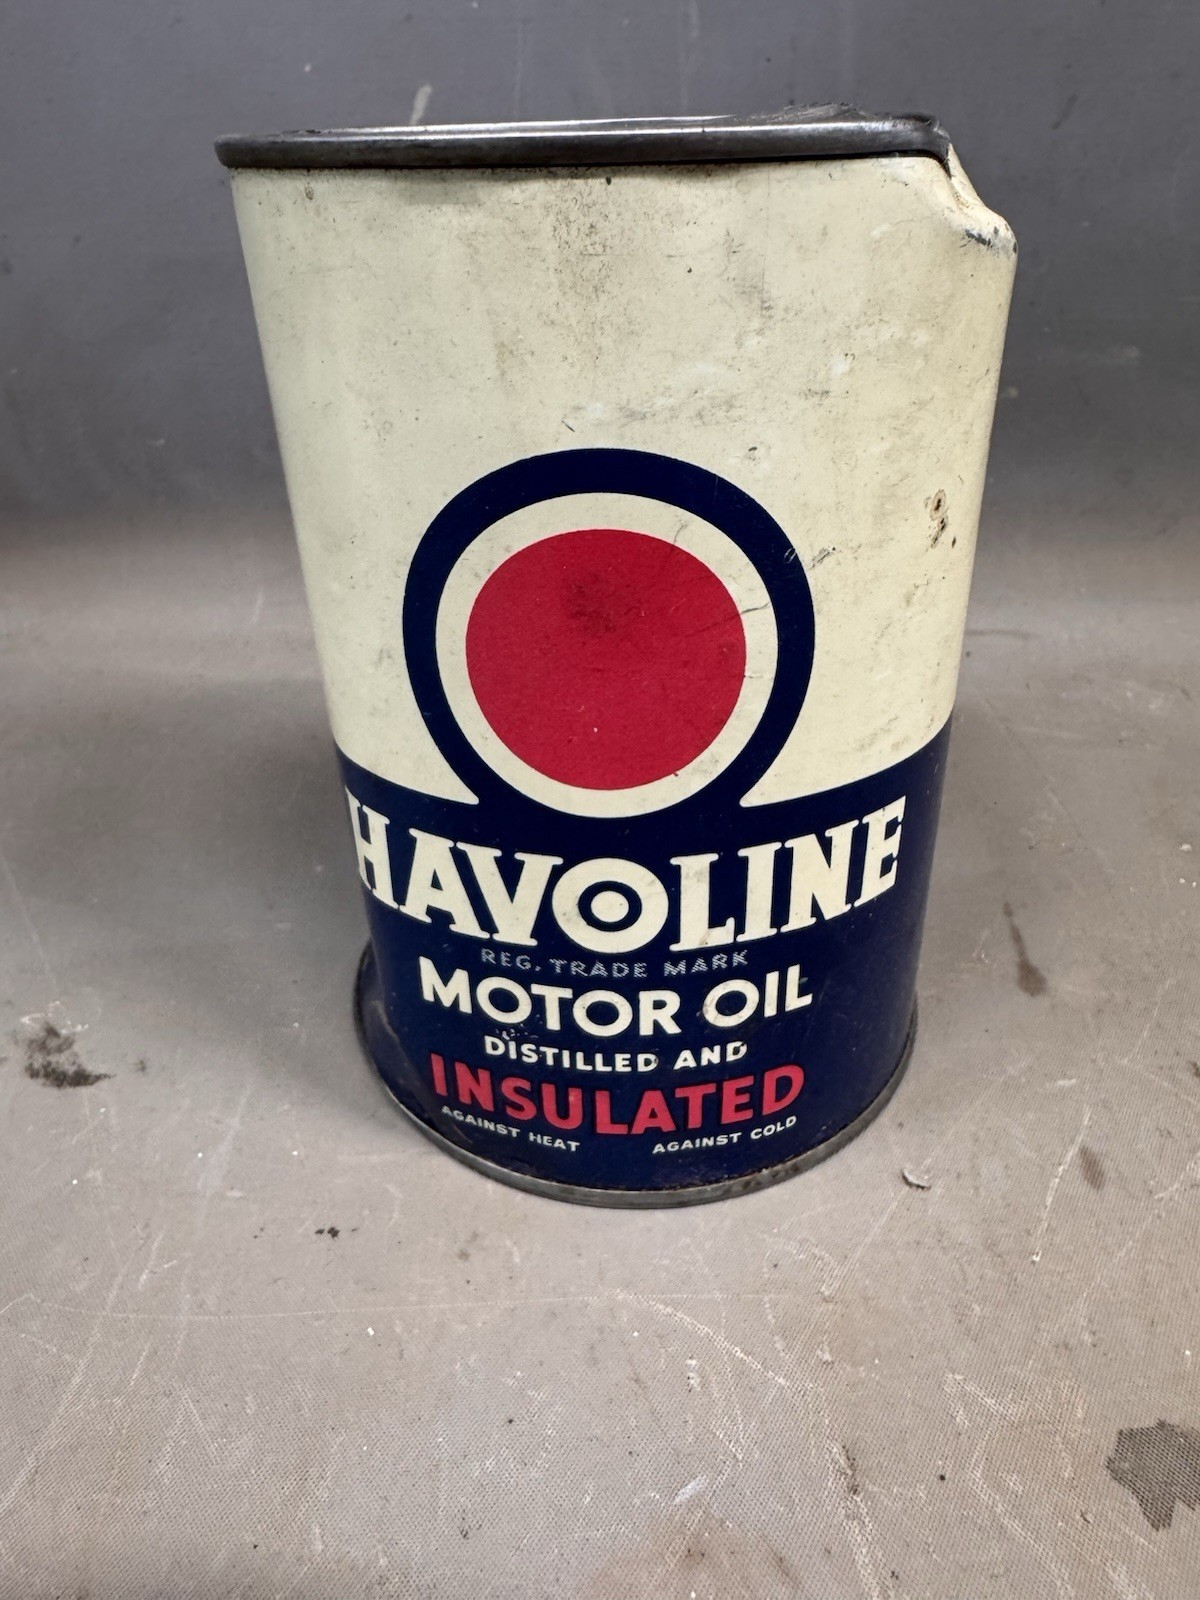 HAVOLINE
REG. TRADE MARK
MOTOR OIL
DISTILLED AND
INSULATED
AGAINST HEAT AGAINST COLD